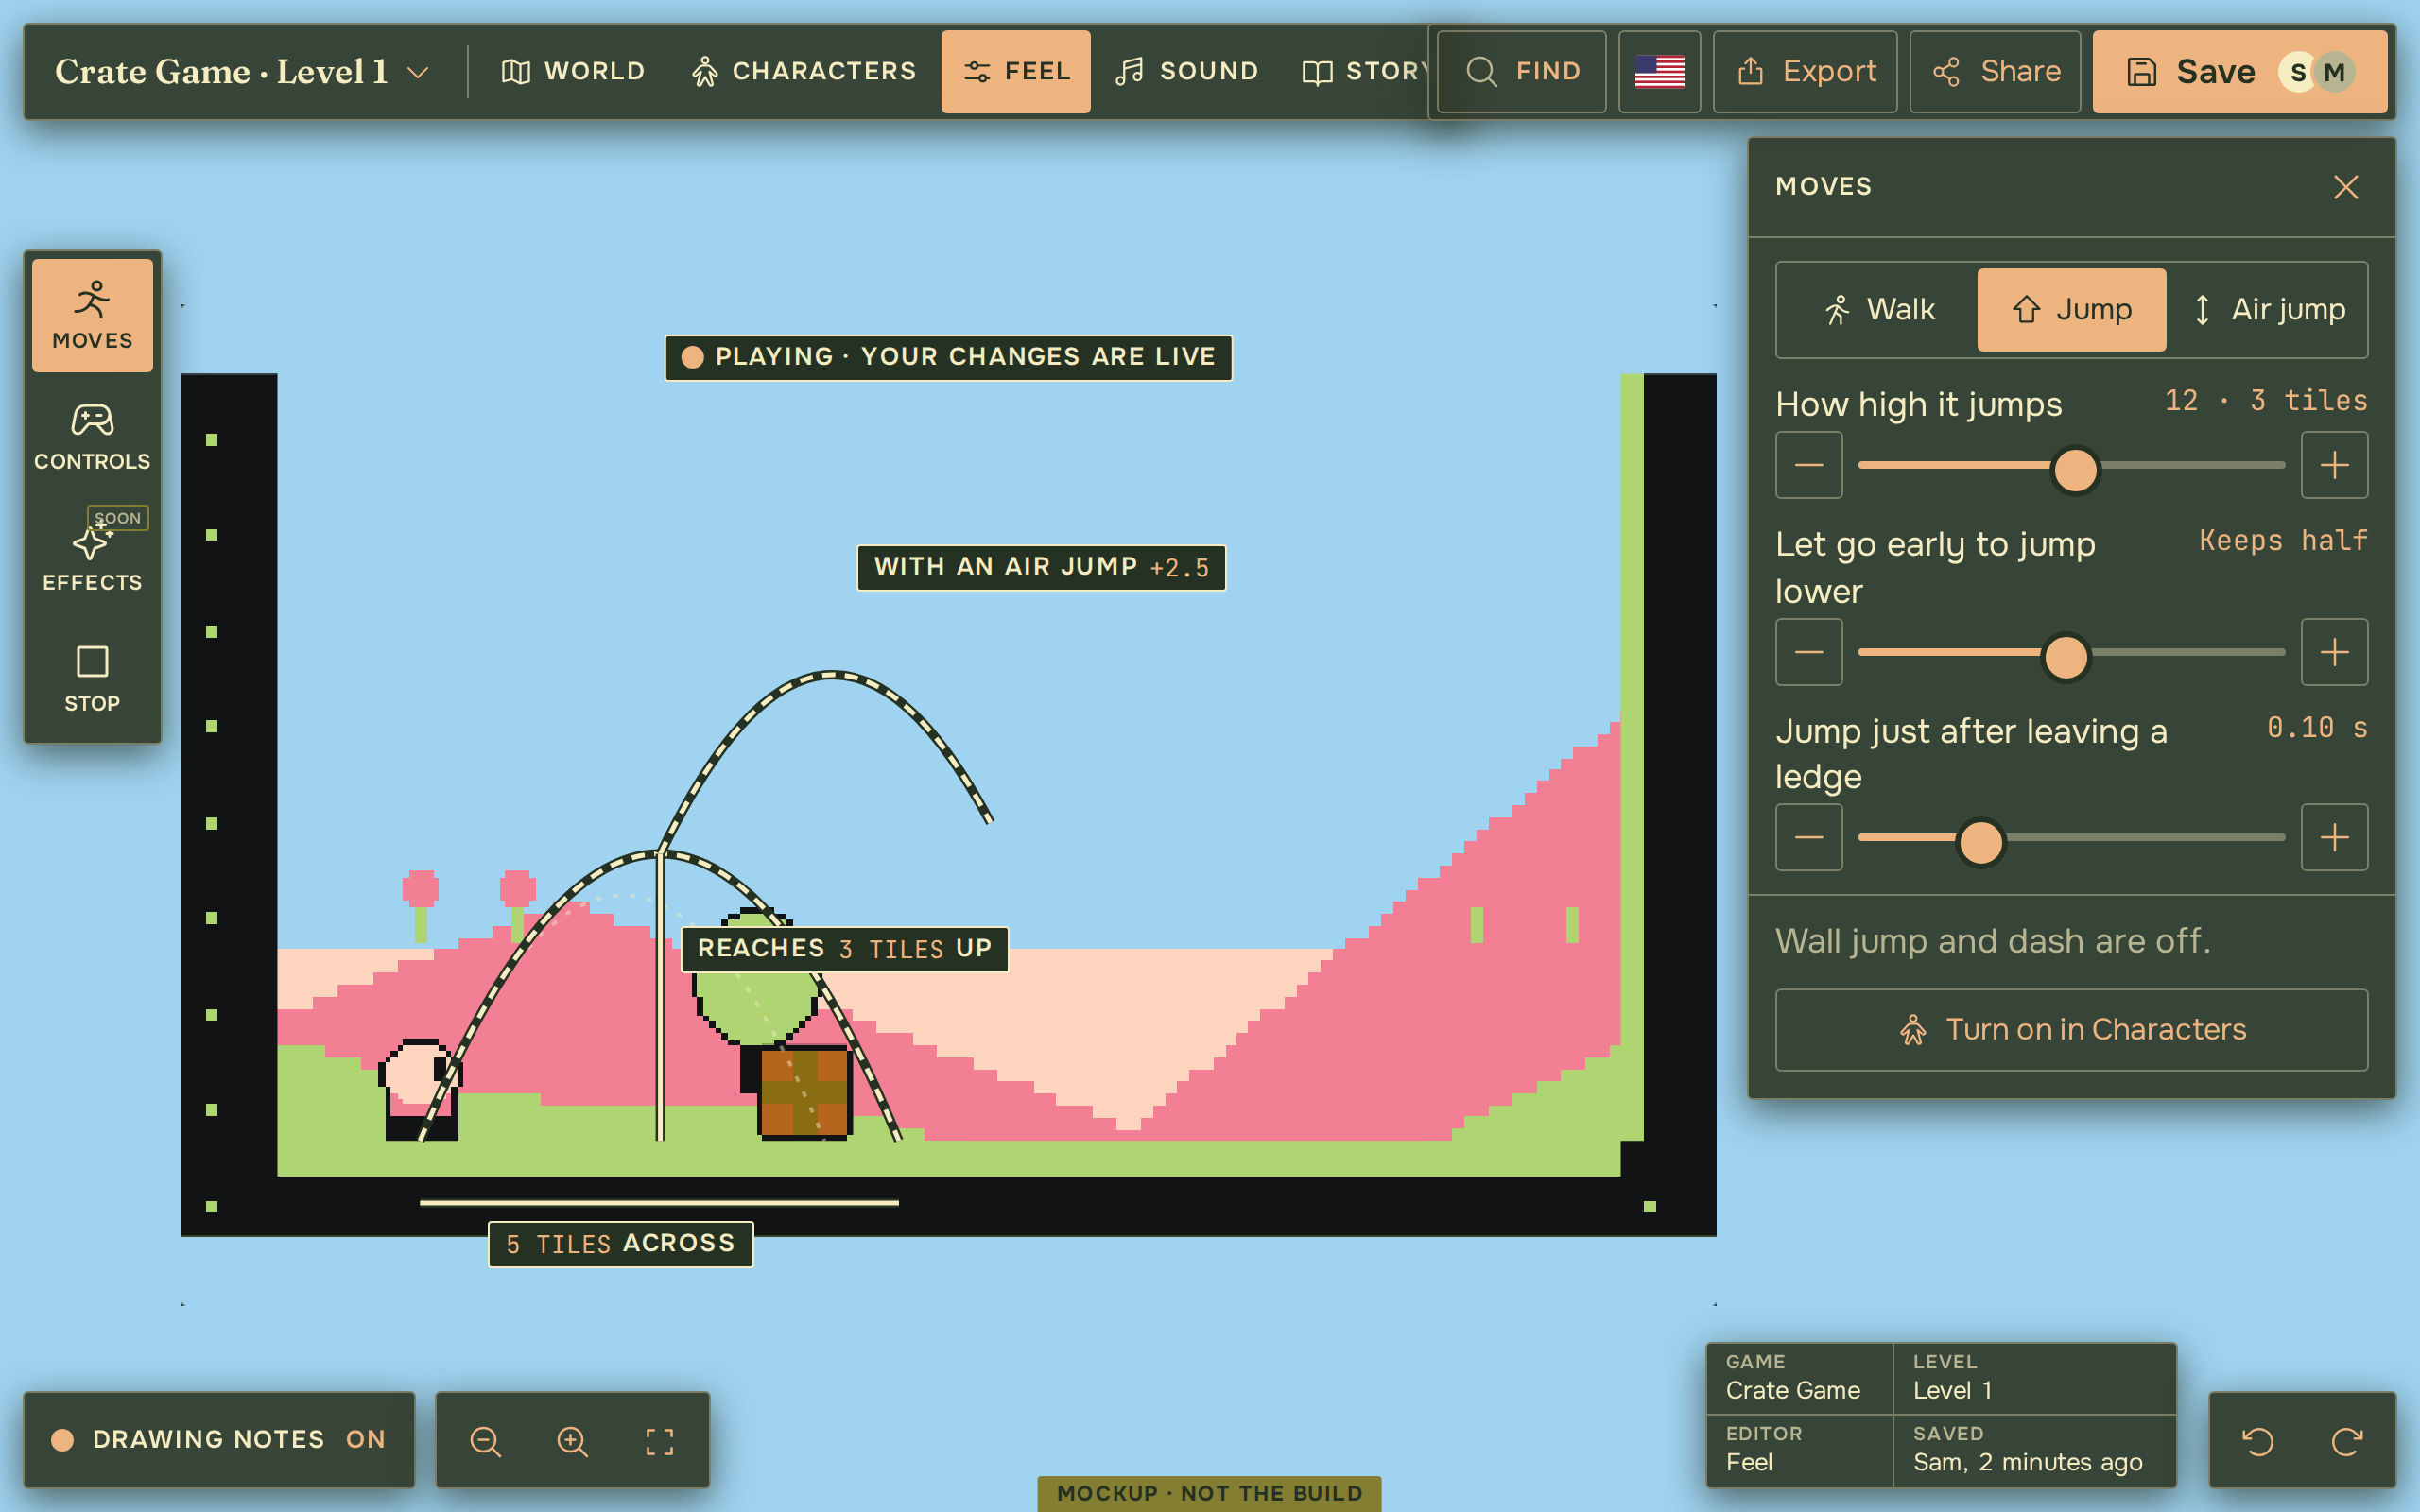 Crate Game · Level 1
WORLD
CHARACTERS
FEEL
SOUND
STORY
FIND
Export
Share
Save
S
M
MOVES
CONTROLS
SOON
EFFECTS
STOP
PLAYING · YOUR CHANGES ARE LIVE
WITH AN AIR JUMP +2.5
REACHES 3 TILES UP
5 TILES ACROSS
MOVES
Walk
Jump
Air jump
How high it jumps
12 · 3 tiles
Let go early to jump
lower
Keeps half
Jump just after leaving a
ledge
0.10 s
Wall jump and dash are off.
Turn on in Characters
DRAWING NOTES ON
GAME
Crate Game
LEVEL
Level 1
EDITOR
Feel
SAVED
Sam, 2 minutes ago
MOCKUP · NOT THE BUILD